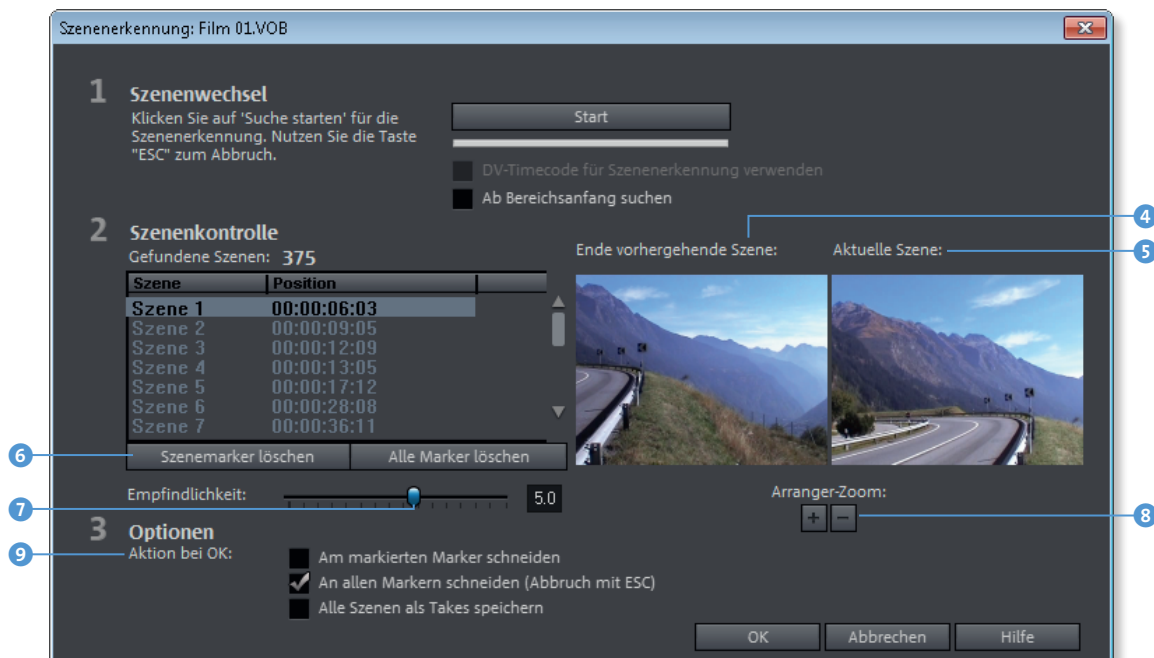 Szenenerkennung: Film 01.VOB
1 Szenenwechsel
Klicken Sie auf 'Suche starten' für die
Szenenerkennung. Nutzen Sie die Taste
"ESC" zum Abbruch.
Start
DV-Timecode für Szenenerkennung verwenden
Ab Bereichsanfang suchen
2 Szenenkontrolle
Gefundene Szenen: 375
Szene Position
Szene 1 00:00:06:03
Szene 2 00:00:09:05
Szene 3 00:00:12:09
Szene 4 00:00:13:05
Szene 5 00:00:17:12
Szene 6 00:00:28:08
Szene 7 00:00:36:11
Ende vorhergehende Szene: 4
Aktuelle Szene: 5
6 Szenemarker löschen Alle Marker löschen
Empfindlichkeit: 5.0
7
Arranger-Zoom:
+ − 8
3 Optionen
9 Aktion bei OK:
Am markierten Marker schneiden
An allen Markern schneiden (Abbruch mit ESC)
Alle Szenen als Takes speichern
OK Abbrechen Hilfe